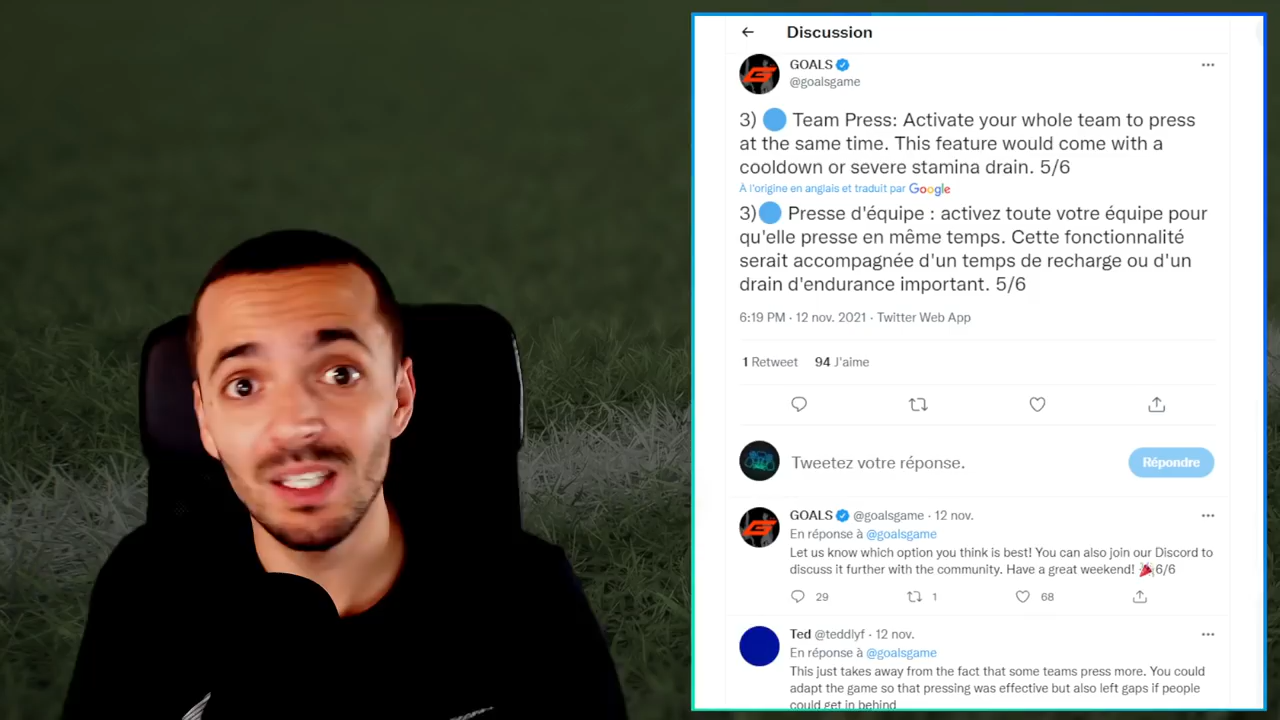 Discussion
GOALS
@goalsgame
3) Team Press: Activate your whole team to press
at the same time. This feature would come with a
cooldown or severe stamina drain. 5/6
À l'origine en anglais et traduit par Google
3) Presse d'équipe : activez toute votre équipe pour
qu'elle presse en même temps. Cette fonctionnalité
serait accompagnée d'un temps de recharge ou d'un
drain d'endurance important. 5/6
6:19 PM · 12 nov. 2021 · Twitter Web App
1 Retweet 94 J'aime
Tweetez votre réponse.
Répondre
GOALS @goalsgame · 12 nov.
En réponse à @goalsgame
Let us know which option you think is best! You can also join our Discord to
discuss it further with the community. Have a great weekend! 🎉6/6
29 1 68
Ted @teddlyf · 12 nov.
En réponse à @goalsgame
This just takes away from the fact that some teams press more. You could
adapt the game so that pressing was effective but also left gaps if people
could get in behind